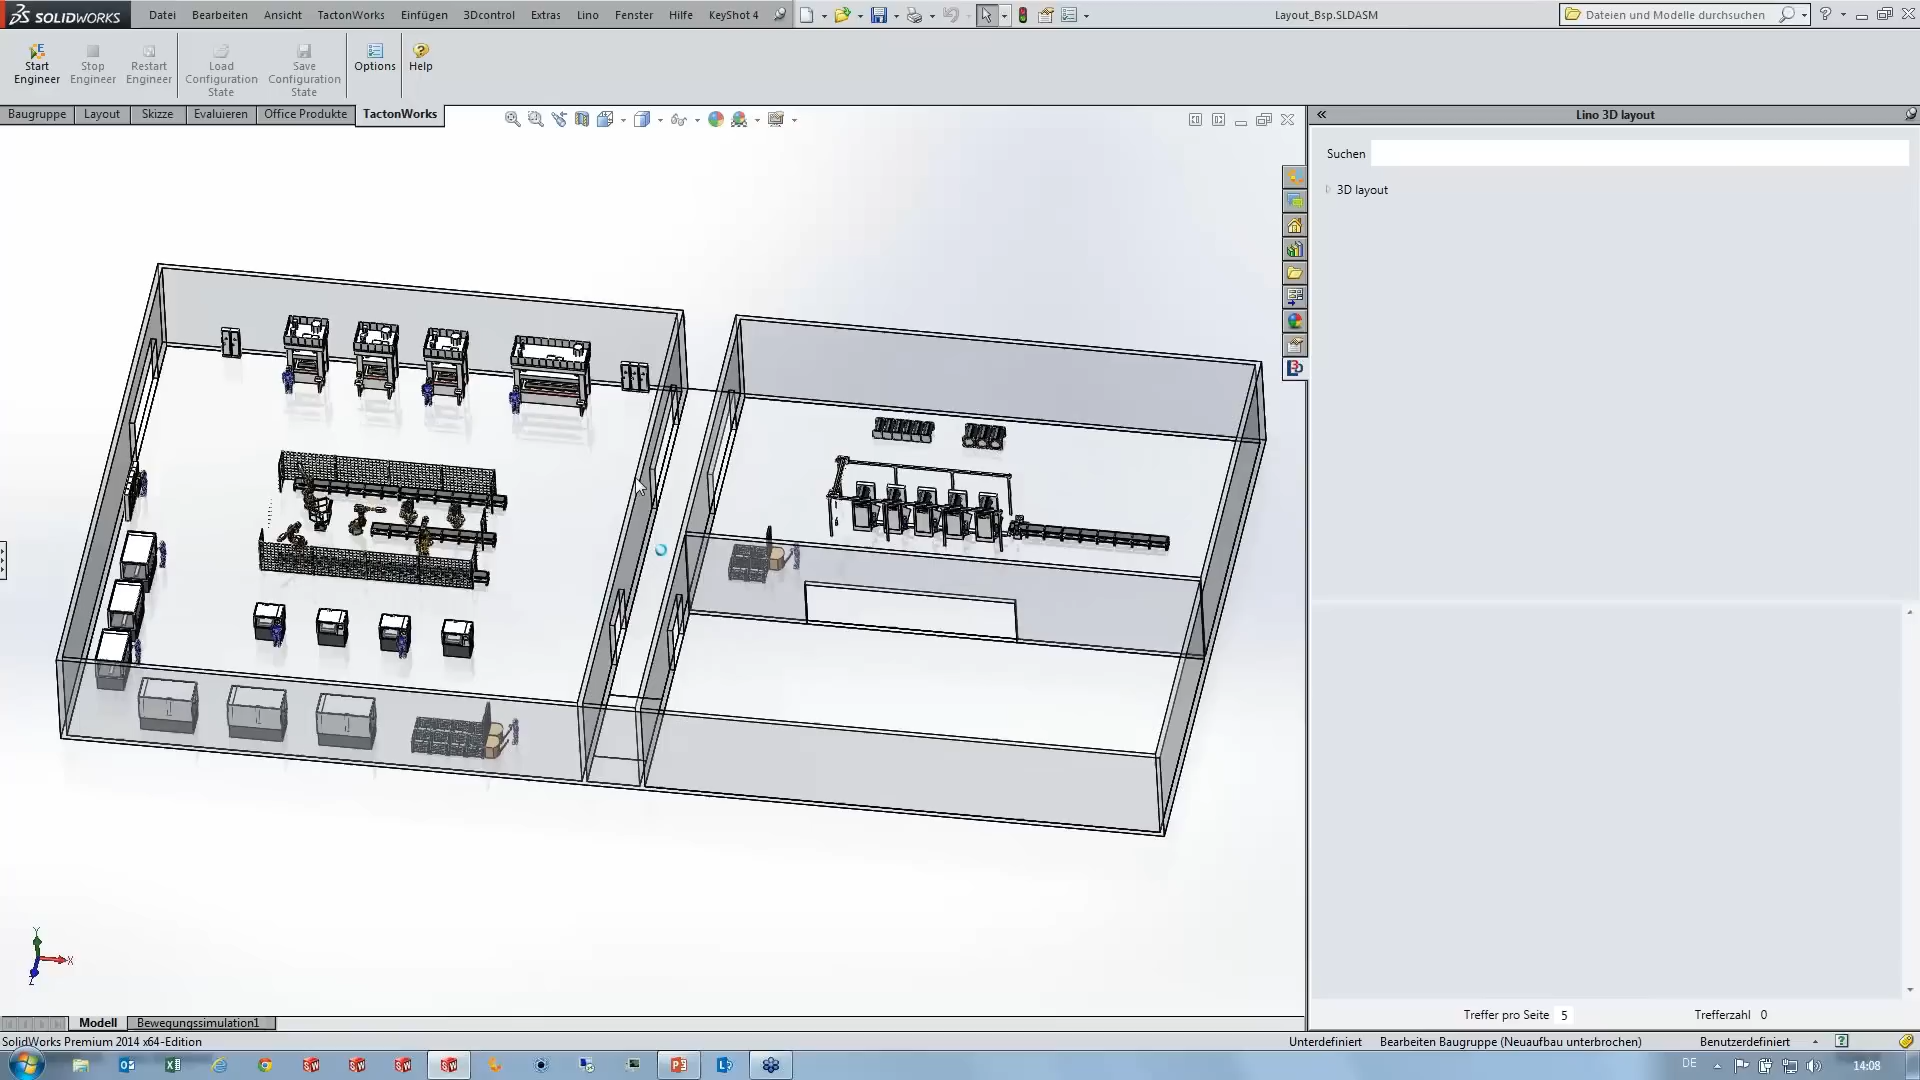 SOLIDWORKS Datei Bearbeiten Ansicht TactonWorks Einfügen 3Dcontrol Extras Lino Fenster Hilfe KeyShot 4 Layout_Bsp.SLDASM Dateien und Modelle durchsuchen
Start Engineer
Stop Engineer
Restart Engineer
Load Configuration State
Save Configuration State
Options
Help
Baugruppe Layout Skizze Evaluieren Office Produkte TactonWorks
Lino 3D layout
Suchen
3D layout
Y
X
Z
Treffer pro Seite 5 Trefferzahl 0
Modell Bewegungssimulation1
SolidWorks Premium 2014 x64-Edition Unterdefiniert Bearbeiten Baugruppe (Neuaufbau unterbrochen) Benutzerdefiniert
DE 14:08